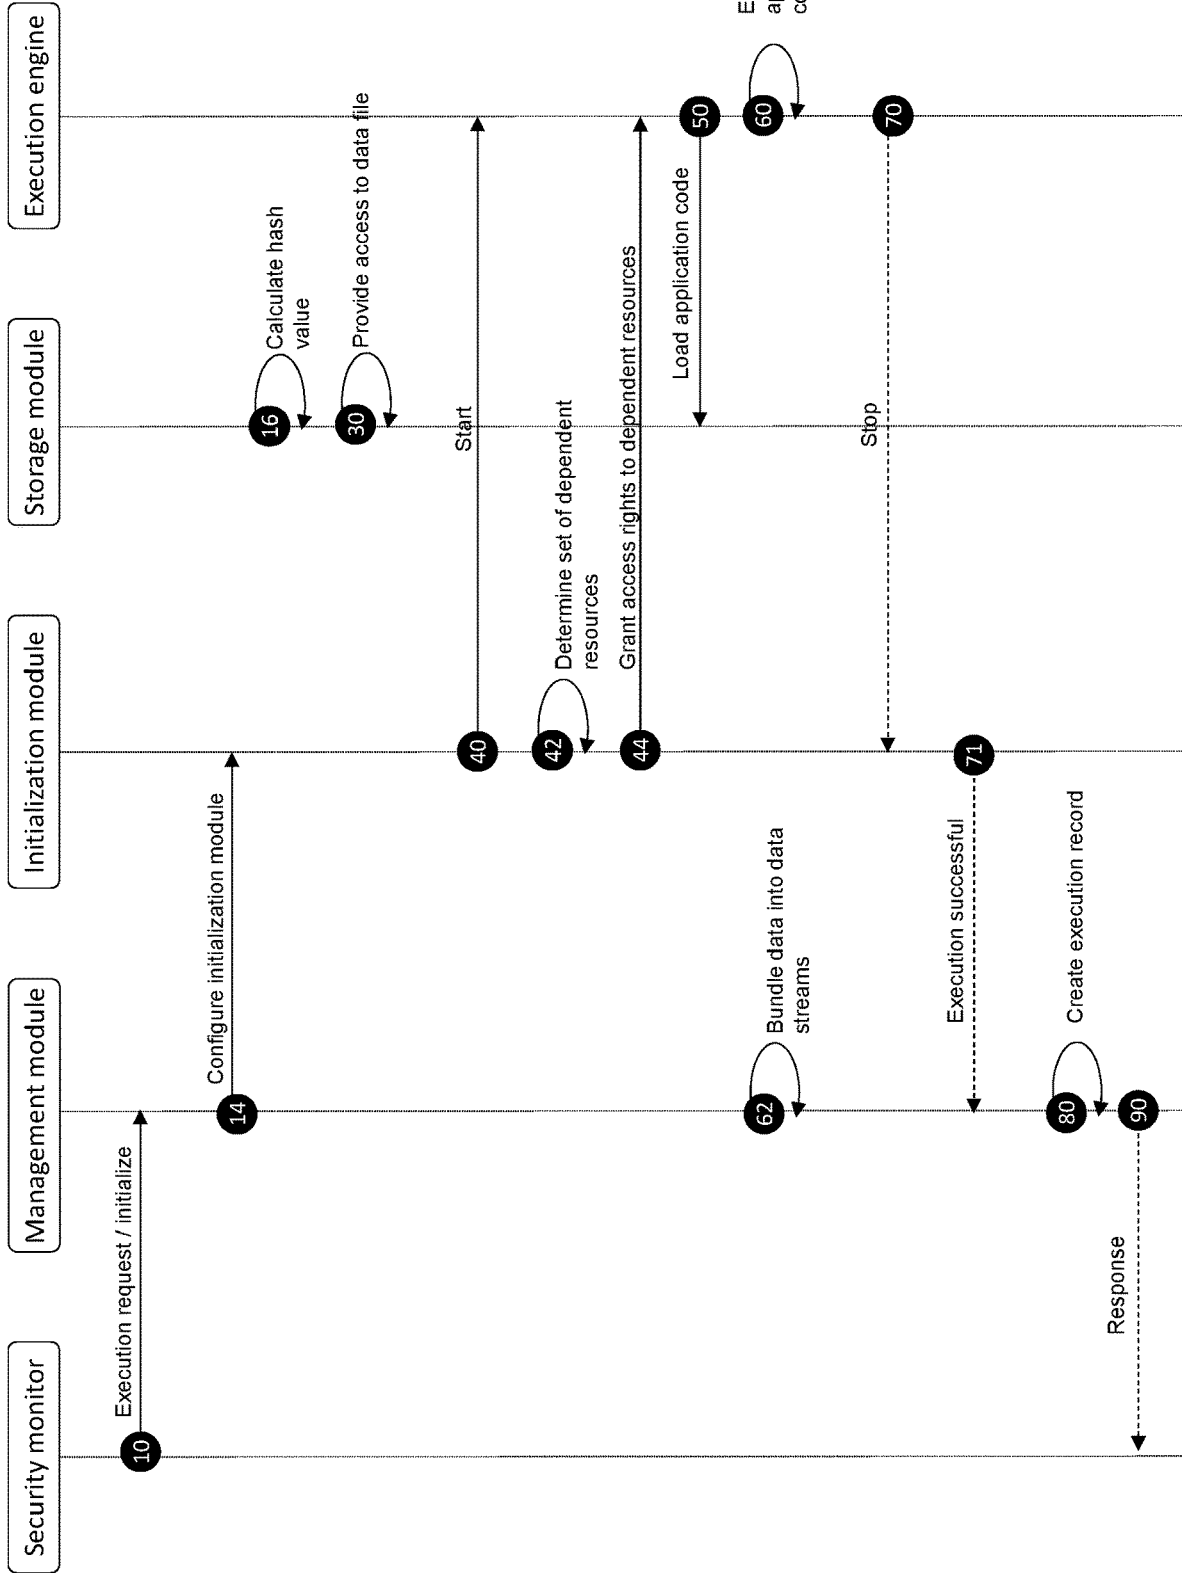 Security monitor
Management module
Initialization module
Storage module
Execution engine
10
Execution request / initialize
14
Configure initialization module
16
Calculate hash
value
30
Provide access to data file
40
Start
42
Determine set of dependent
resources
44
Grant access rights to dependent resources
50
Load application code
60
62
Bundle data into data
streams
70
Stop
71
Execution successful
80
Create execution record
90
Response